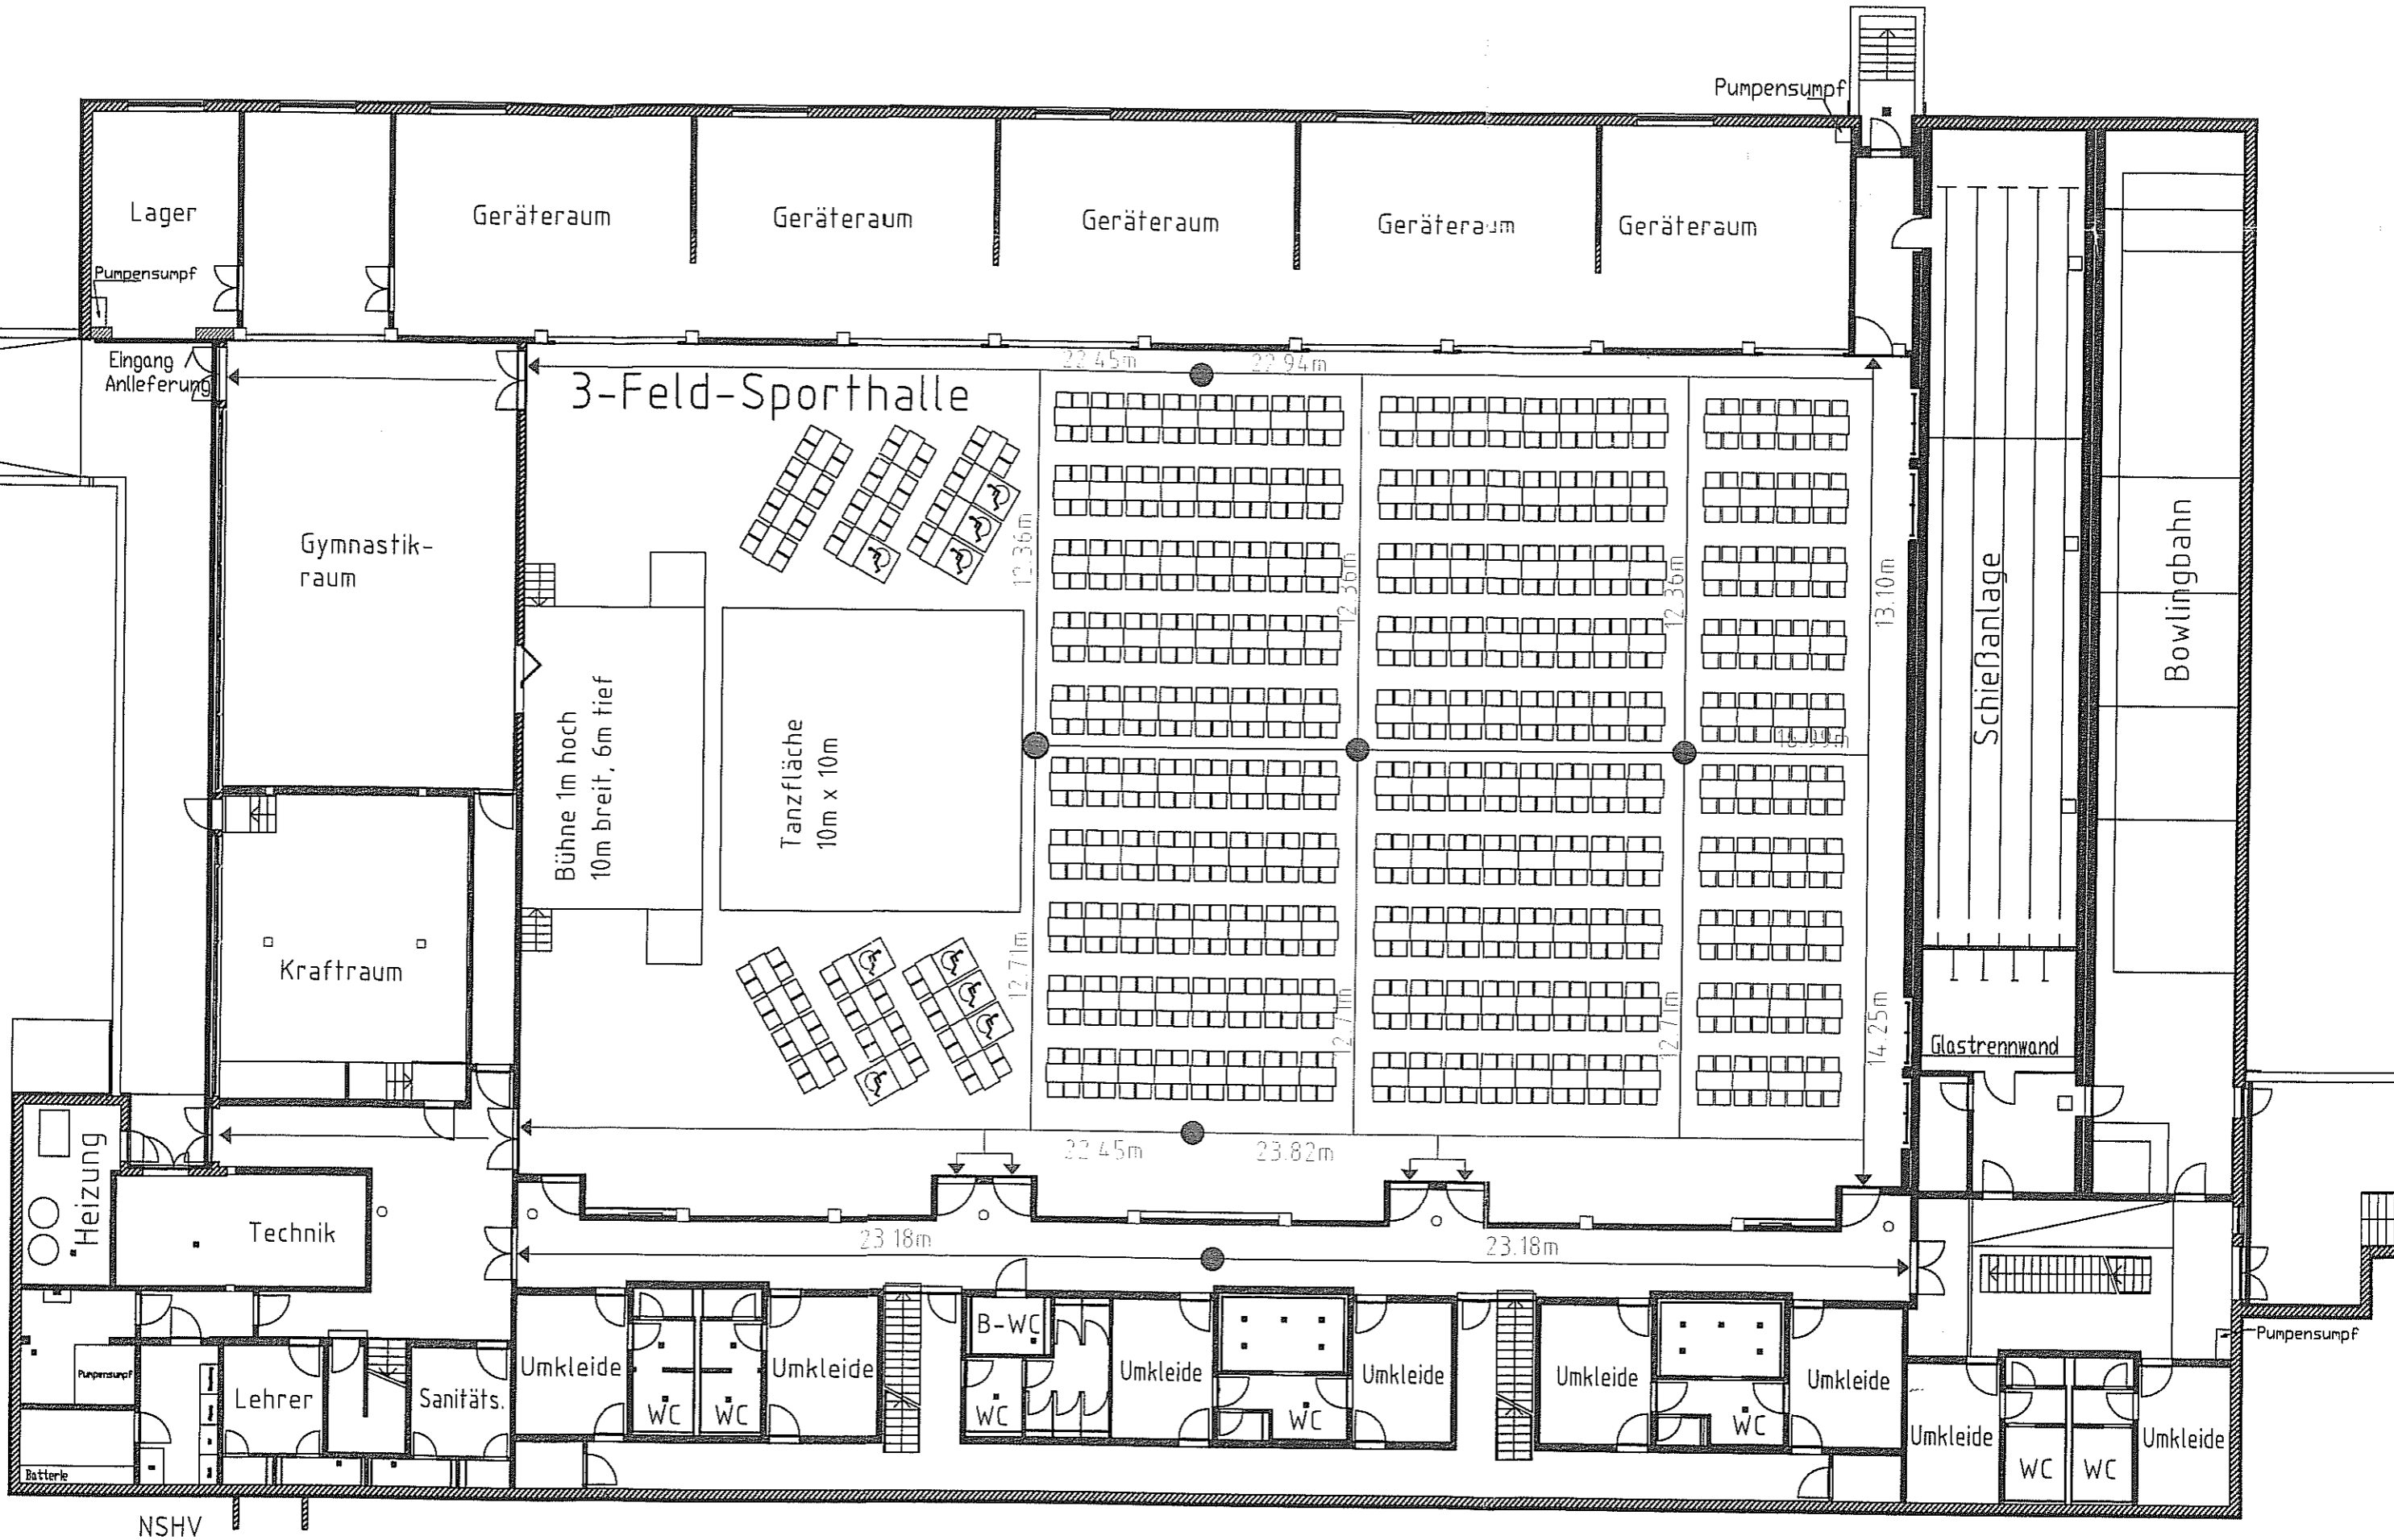 Pumpensumpf
Lager
Geräteraum
Geräteraum
Geräteraum
Geräteraum
Geräteraum
Pumpensumpf
Eingang
Anlieferung
22.45m
22.94m
3-Feld-Sporthalle
Gymnastik-
raum
12.36m
12.36m
12.36m
13.10m
Schießanlage
Bowlingbahn
Bühne 1m hoch
10m breit, 6m tief
Tanzfläche
10m x 10m
Kraftraum
12.71m
12.71m
12.71m
14.25m
Glastrennwand
22.45m
23.82m
Heizung
Technik
23.18m
23.18m
Pumpensumpf
Pumpensumpf
Lehrer
Sanitäts.
Umkleide
WC
WC
Umkleide
B-WC
WC
Umkleide
WC
Umkleide
Umkleide
WC
Umkleide
Umkleide
WC
WC
Umkleide
Batterie
NSHV